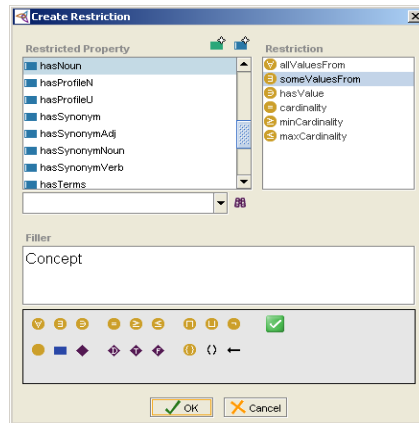 Create Restriction
Restricted Property
hasNoun
hasProfileN
hasProfileU
hasSynonym
hasSynonymAdj
hasSynonymNoun
hasSynonymVerb
hasTerms
Restriction
∀ allValuesFrom
∃ someValuesFrom
∋ hasValue
= cardinality
≥ minCardinality
≤ maxCardinality
Filler
Concept
∀ ∃ ∋ = ≥ ≤ ⊓ ⊔ ¬
D T F {} () ←
OK Cancel